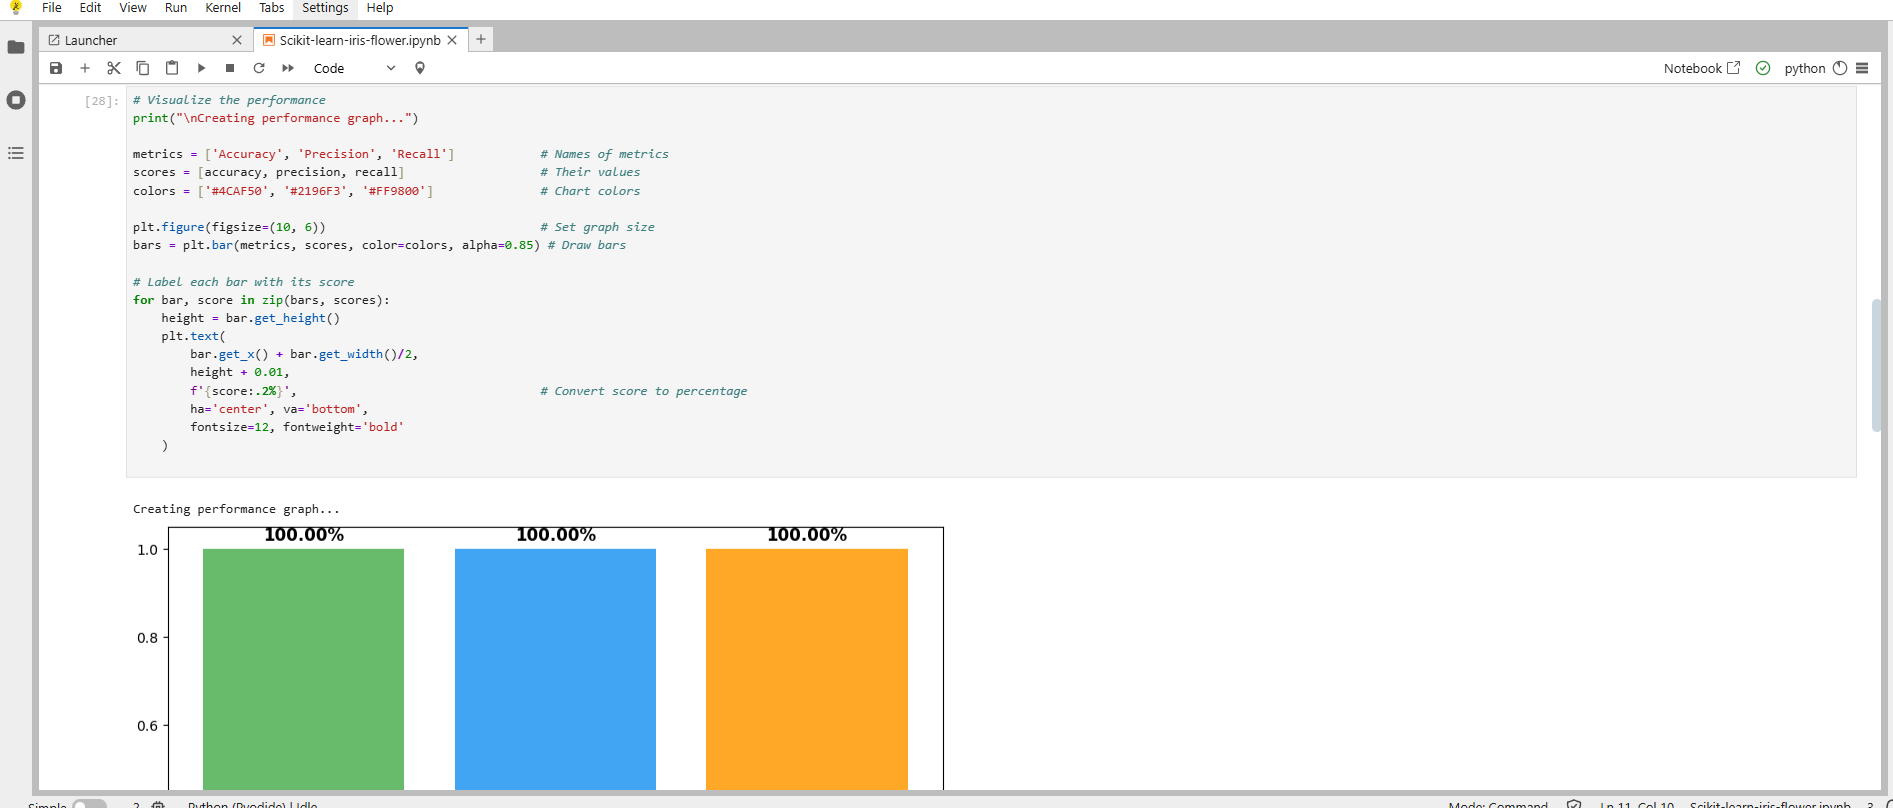 File Edit View Run Kernel Tabs Settings Help
Launcher
Scikit-learn-iris-flower.ipynb
Code
Notebook
python
[28]:
# Visualize the performance
print("\nCreating performance graph...")
metrics = ['Accuracy', 'Precision', 'Recall'] # Names of metrics
scores = [accuracy, precision, recall] # Their values
colors = ['#4CAF50', '#2196F3', '#FF9800'] # Chart colors
plt.figure(figsize=(10, 6)) # Set graph size
bars = plt.bar(metrics, scores, color=colors, alpha=0.85) # Draw bars
# Label each bar with its score
for bar, score in zip(bars, scores):
    height = bar.get_height()
    plt.text(
        bar.get_x() + bar.get_width()/2,
        height + 0.01,
        f'{score:.2%}', # Convert score to percentage
        ha='center', va='bottom',
        fontsize=12, fontweight='bold'
    )
Creating performance graph...
100.00% 100.00% 100.00%
1.0
0.8
0.6
Simple 2 Python (Pyodide) | Idle Mode: Command Ln 11, Col 10 Scikit-learn-iris-flower.ipynb 3